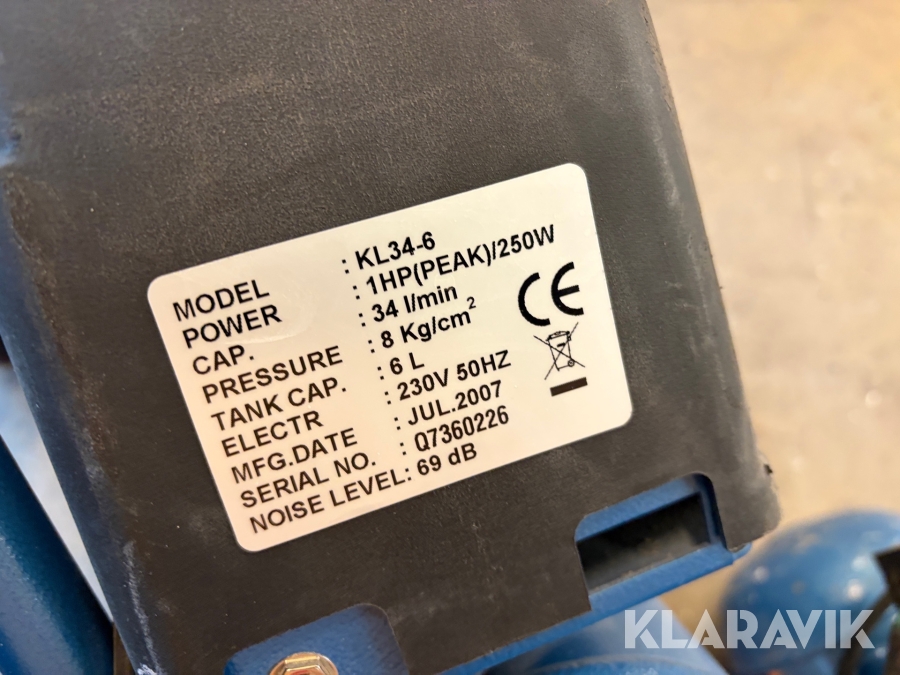 MODEL : KL34-6
POWER : 1HP(PEAK)/250W
CAP. : 34 l/min
PRESSURE : 8 Kg/cm²
TANK CAP. : 6 L
ELECTR : 230V 50HZ
MFG.DATE : JUL.2007
SERIAL NO. : Q7360226
NOISE LEVEL: 69 dB
CE
KLARAVIK